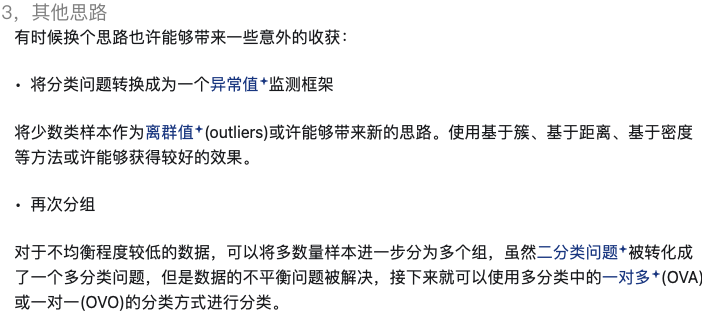 3，其他思路
有时候换个思路也许能够带来一些意外的收获：
• 将分类问题转换成为一个异常值监测框架
将少数类样本作为离群值(outliers)或许能够带来新的思路。使用基于簇、基于距离、基于密度
等方法或许能够获得较好的效果。
• 再次分组
对于不均衡程度较低的数据，可以将多数量样本进一步分为多个组，虽然二分类问题被转化成
了一个多分类问题，但是数据的不平衡问题被解决，接下来就可以使用多分类中的一对多(OVA)
或一对一(OVO)的分类方式进行分类。